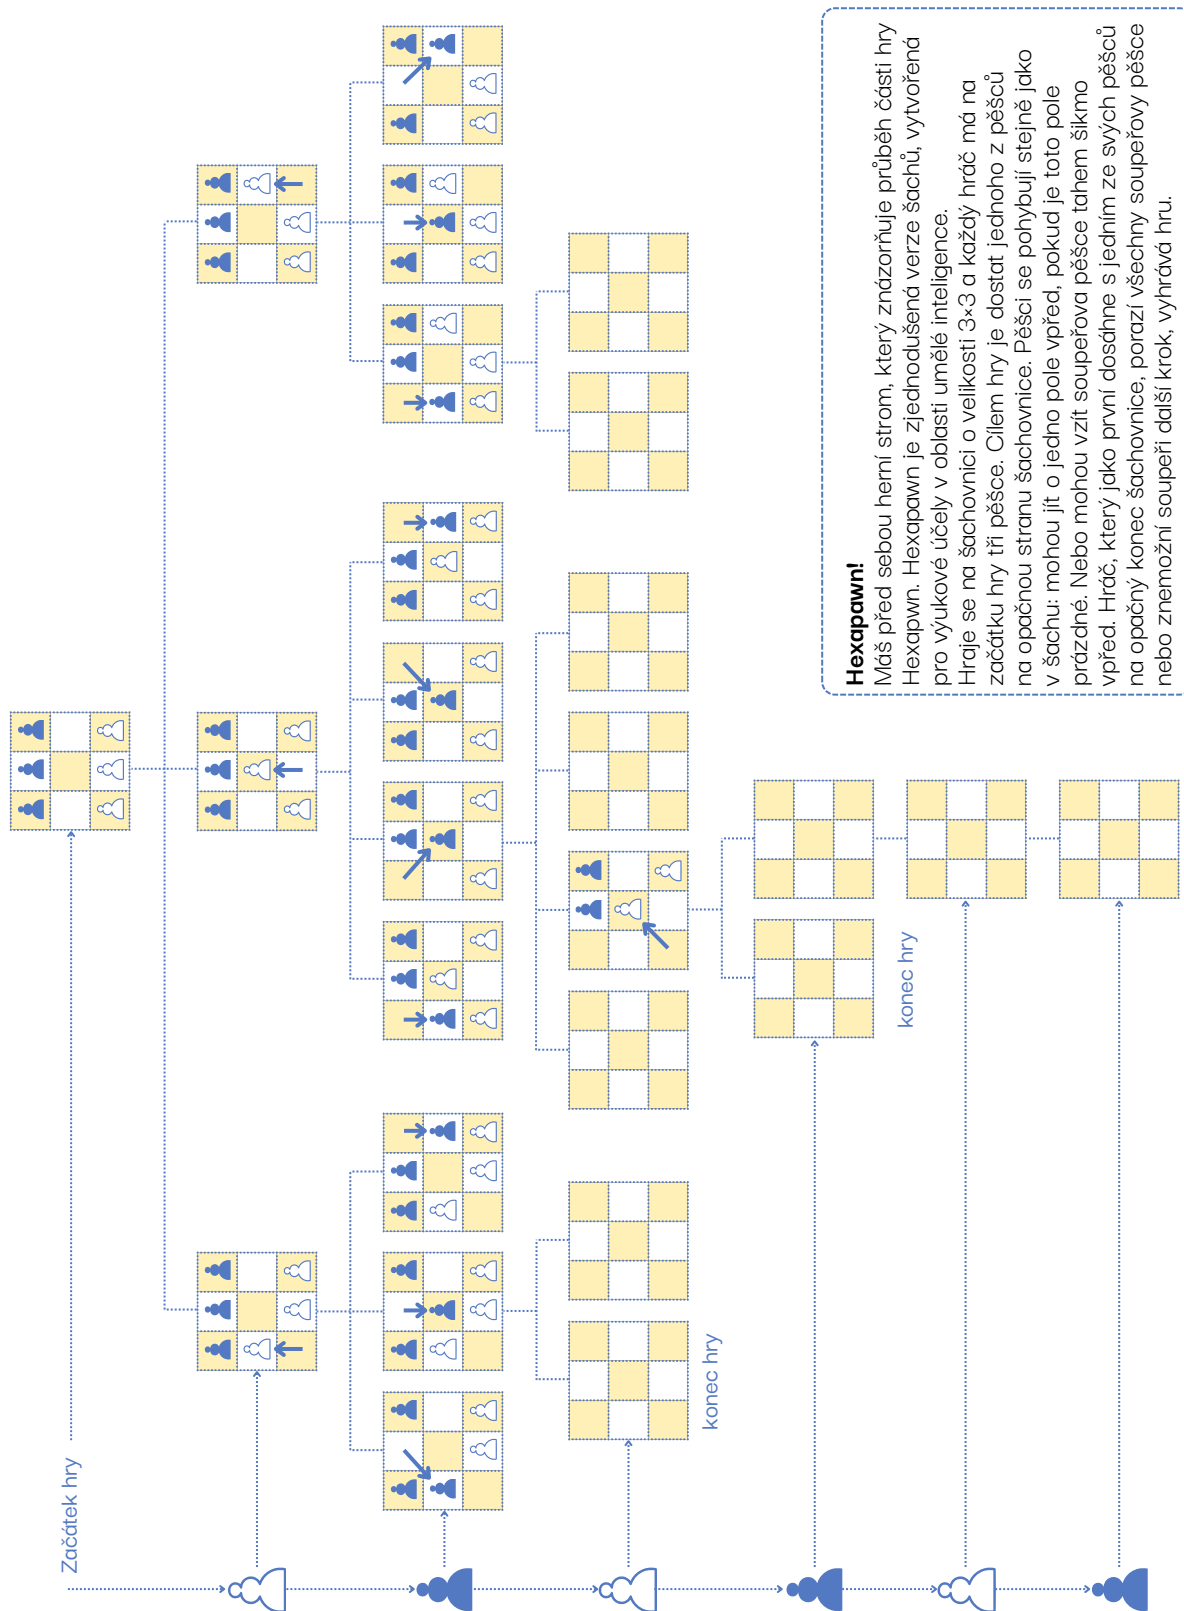 Začátek hry
konec hry
konec hry
Hexapawn!
Máš před sebou herní strom, který znázorňuje průběh části hry
Hexapwn. Hexapawn je zjednodušená verze šachů, vytvořená
pro výukové účely v oblasti umělé inteligence.
Hraje se na šachovnici o velikosti 3×3 a každý hráč má na
začátku hry tři pěšce. Cílem hry je dostat jednoho z pěšců
na opačnou stranu šachovnice. Pěšci se pohybují stejně jako
v šachu: mohou jít o jedno pole vpřed, pokud je toto pole
prázdné. Nebo mohou vzít soupeřova pěšce tahem šikmo
vpřed. Hráč, který jako první dosáhne s jedním ze svých pěšců
na opačný konec šachovnice, porazí všechny soupeřovy pěšce
nebo znemožní soupeři další krok, vyhrává hru.